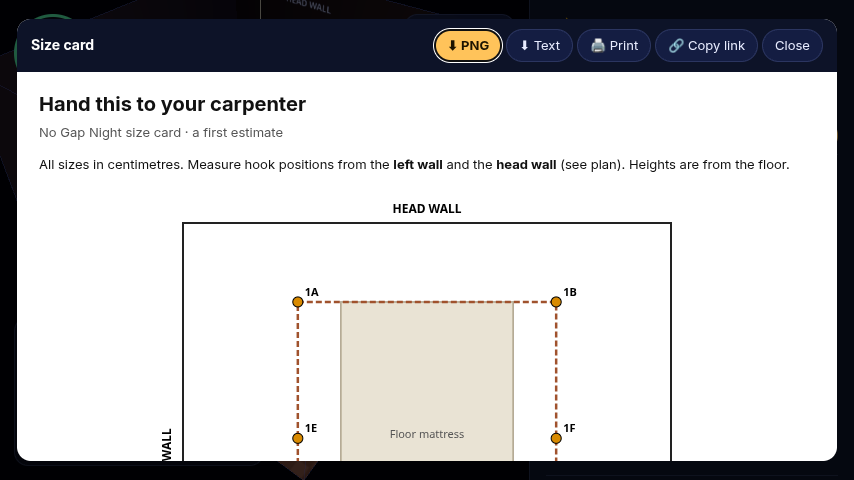 HEAD WALL
Size card
⬇ PNG
⬇ Text
🖨️ Print
🔗 Copy link
Close
Hand this to your carpenter
No Gap Night size card · a first estimate
All sizes in centimetres. Measure hook positions from the left wall and the head wall (see plan). Heights are from the floor.
HEAD WALL
1A
1B
1E
1F
Floor mattress
WALL